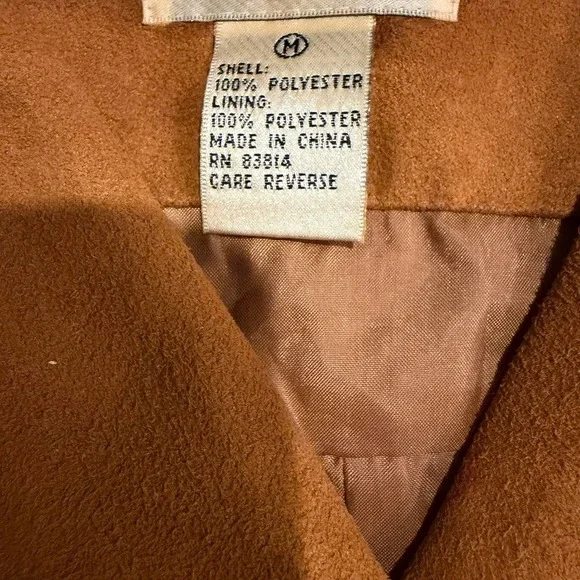 M
SHELL:
100% POLYESTER
LINING:
100% POLYESTER
MADE IN CHINA
RN 83814
CARE REVERSE